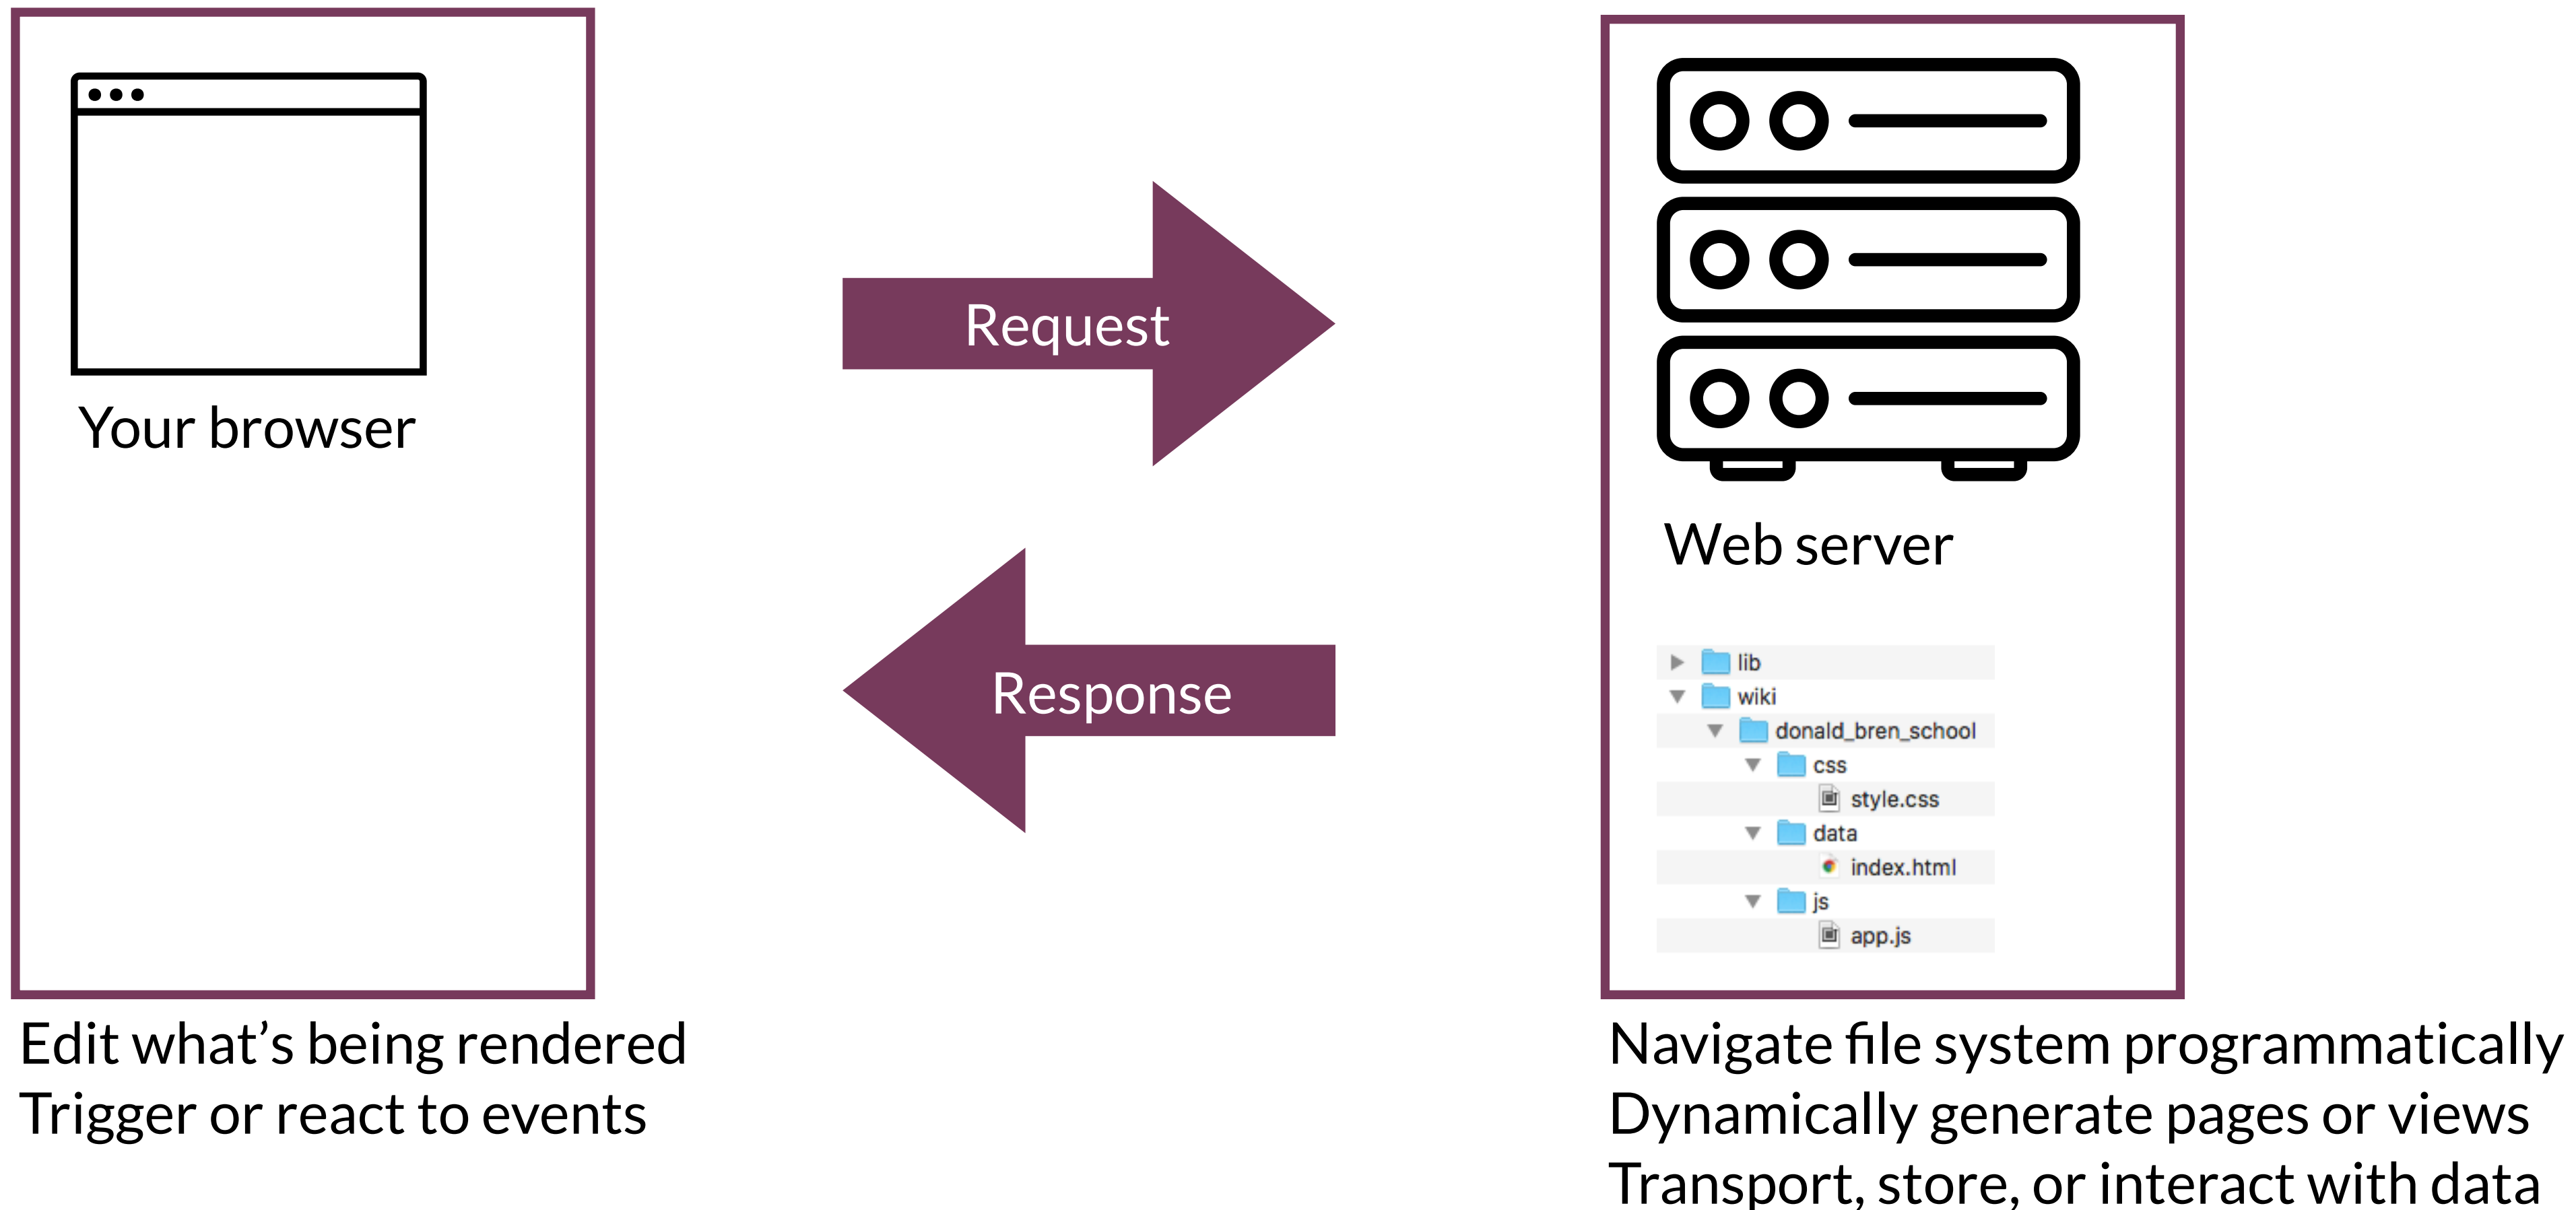 Your browser
Request
Response
Web server
lib
wiki
donald_bren_school
css
style.css
data
index.html
js
app.js
Edit what’s being rendered
Trigger or react to events
Navigate file system programmatically
Dynamically generate pages or views
Transport, store, or interact with data